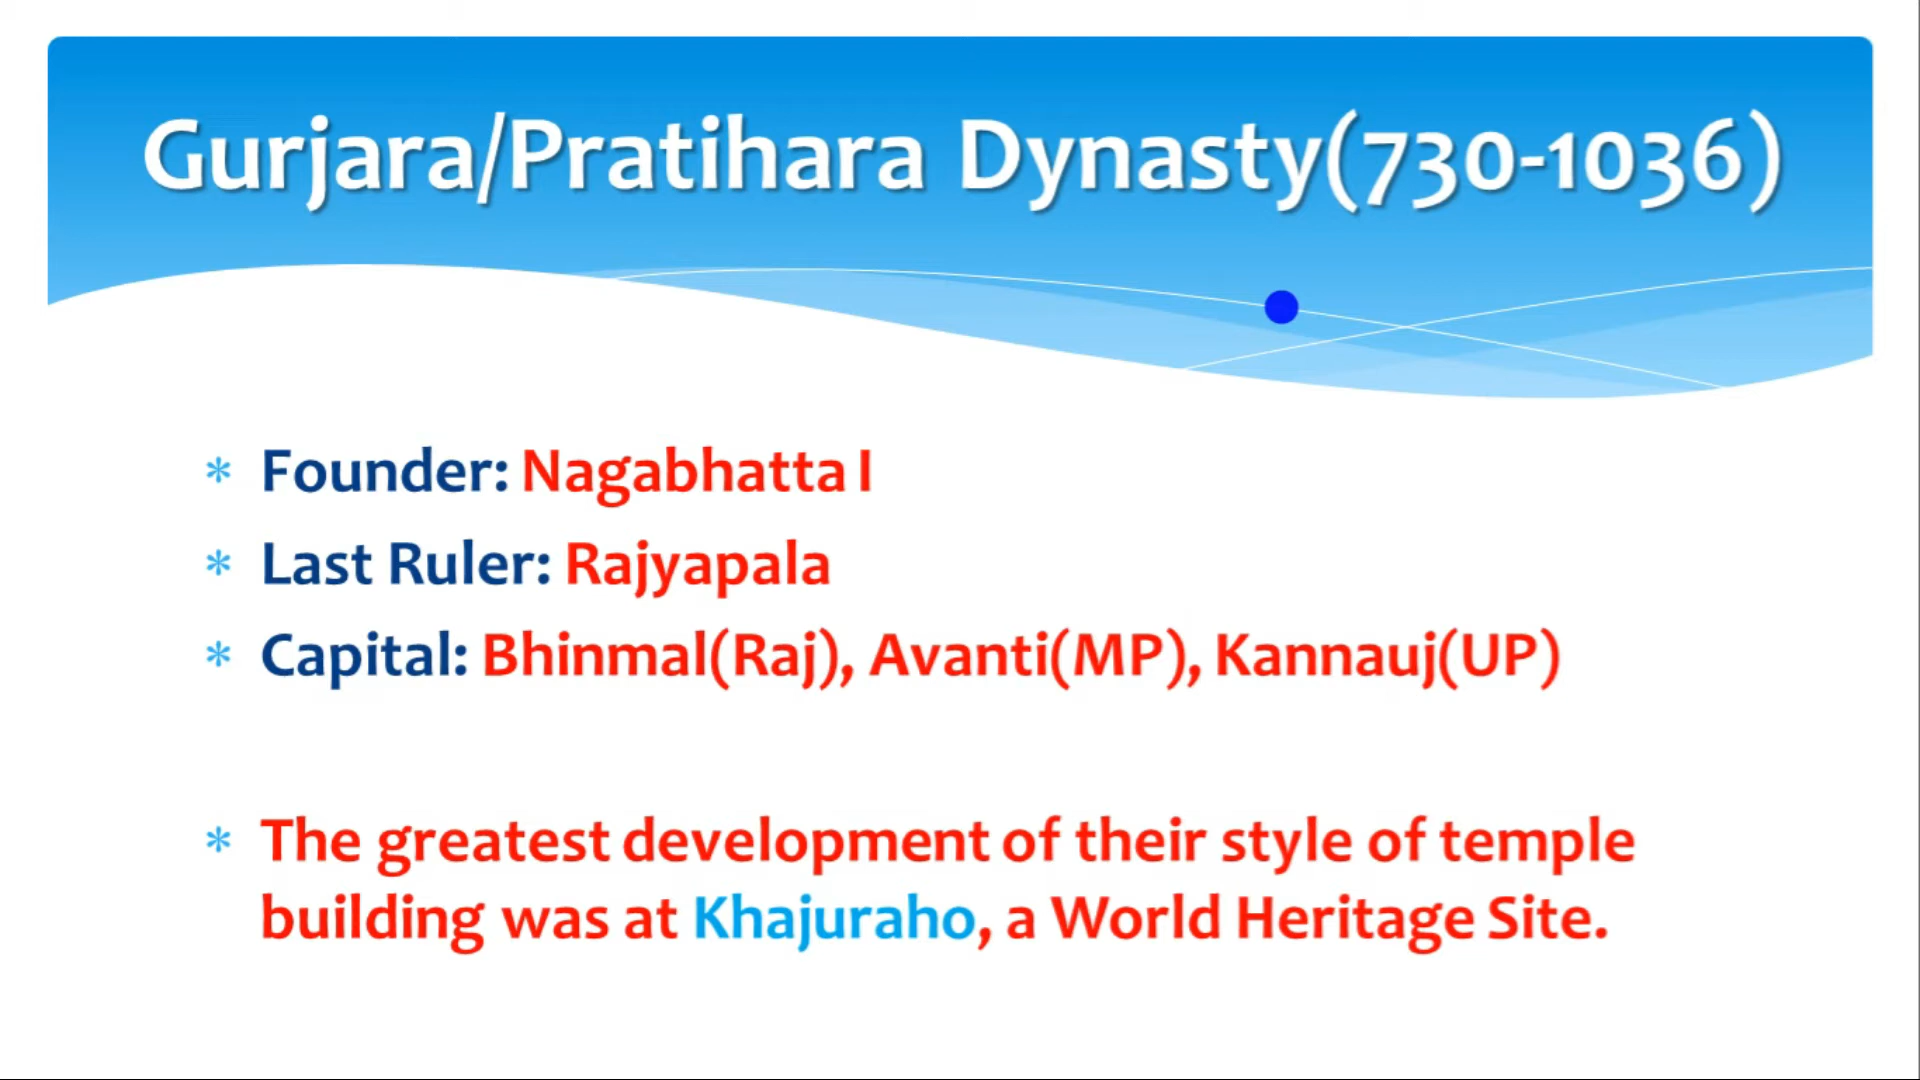 Gurjara/Pratihara Dynasty(730-1036)
* Founder: Nagabhatta I
* Last Ruler: Rajyapala
* Capital: Bhinmal(Raj), Avanti(MP), Kannauj(UP)
* The greatest development of their style of temple
building was at Khajuraho, a World Heritage Site.